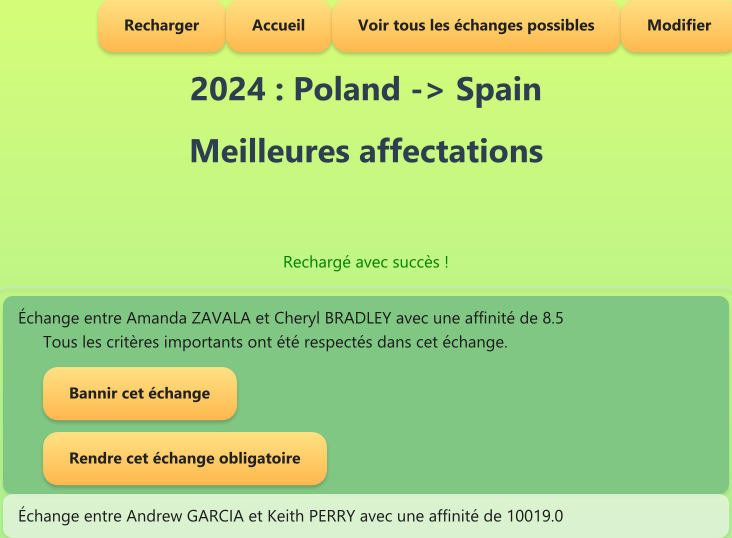 Recharger Accueil Voir tous les échanges possibles Modifier
2024 : Poland -> Spain
Meilleures affectations
Rechargé avec succès !
Échange entre Amanda ZAVALA et Cheryl BRADLEY avec une affinité de 8.5
Tous les critères importants ont été respectés dans cet échange.
Bannir cet échange
Rendre cet échange obligatoire
Échange entre Andrew GARCIA et Keith PERRY avec une affinité de 10019.0